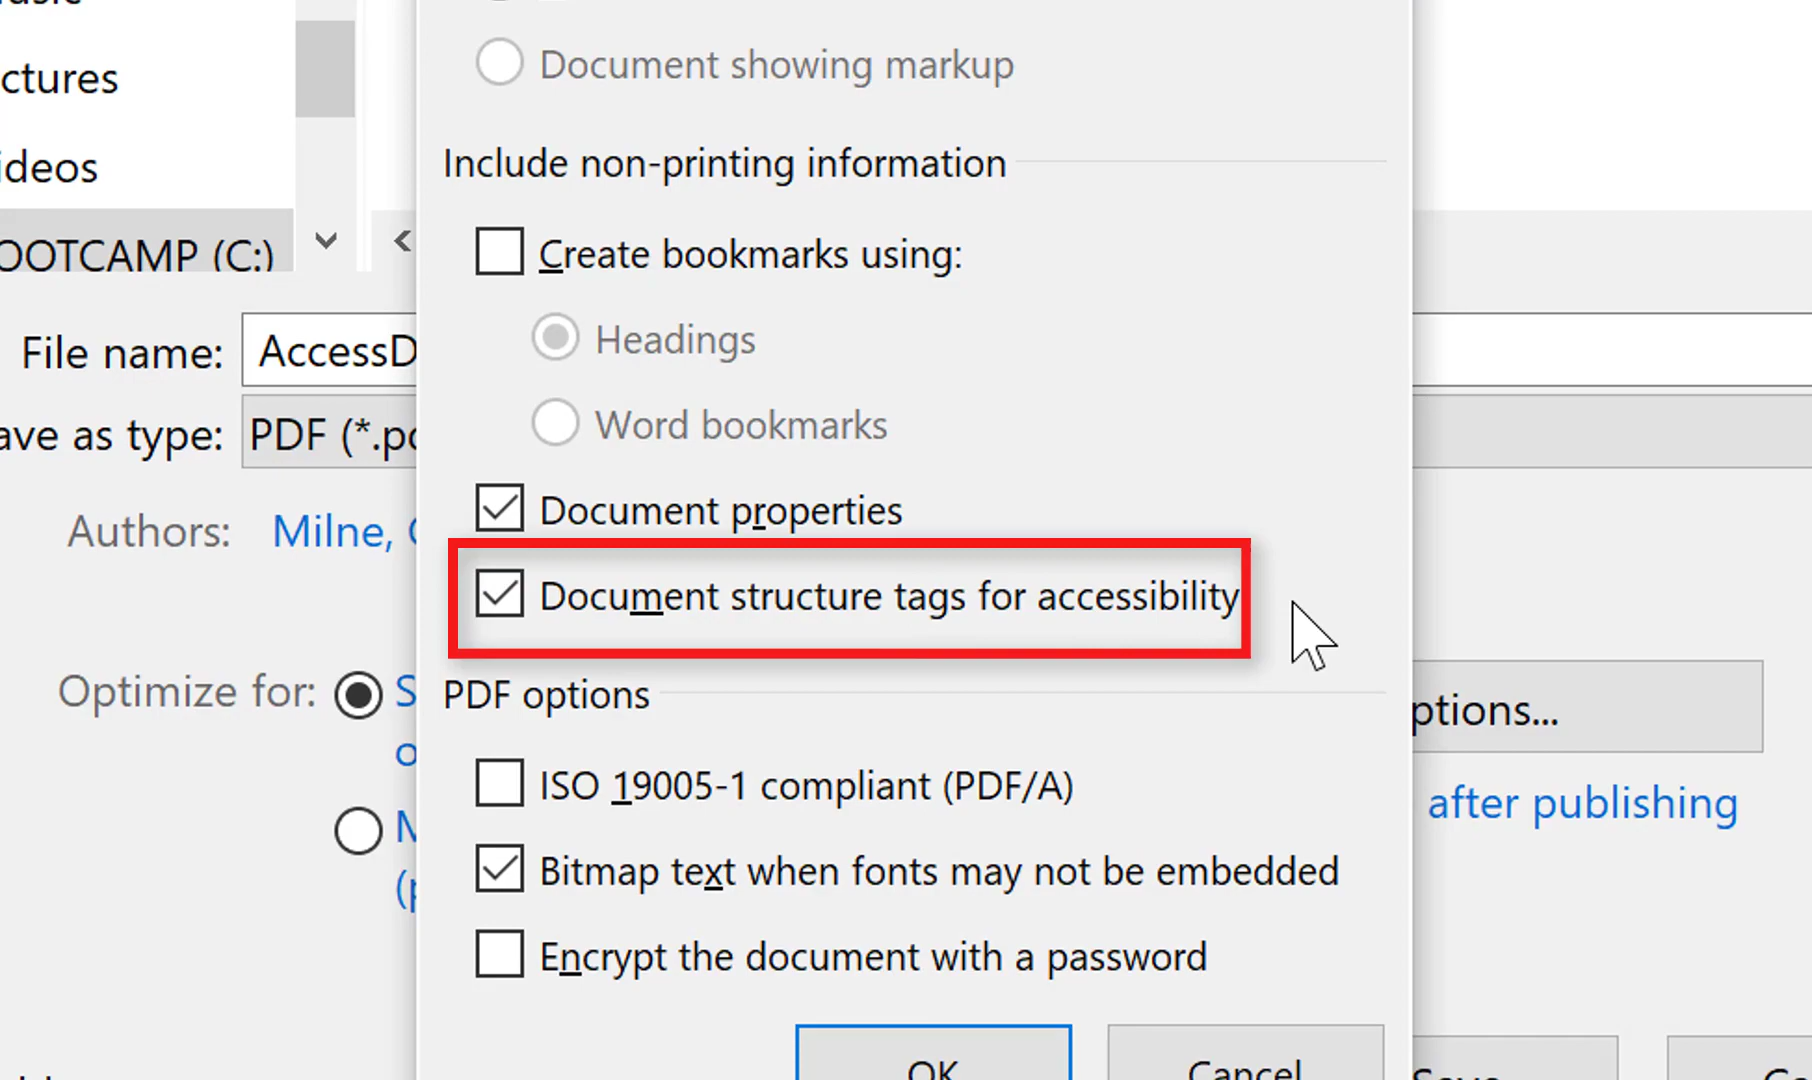 ctures
ideos
OOTCAMP (C:)
File name: AccessD
ave as type: PDF (*.pd
Authors: Milne,
Optimize for:
Document showing markup
Include non-printing information
Create bookmarks using:
Headings
Word bookmarks
Document properties
Document structure tags for accessibility
PDF options
ISO 19005-1 compliant (PDF/A)
Bitmap text when fonts may not be embedded
Encrypt the document with a password
OK Cancel
ptions...
after publishing